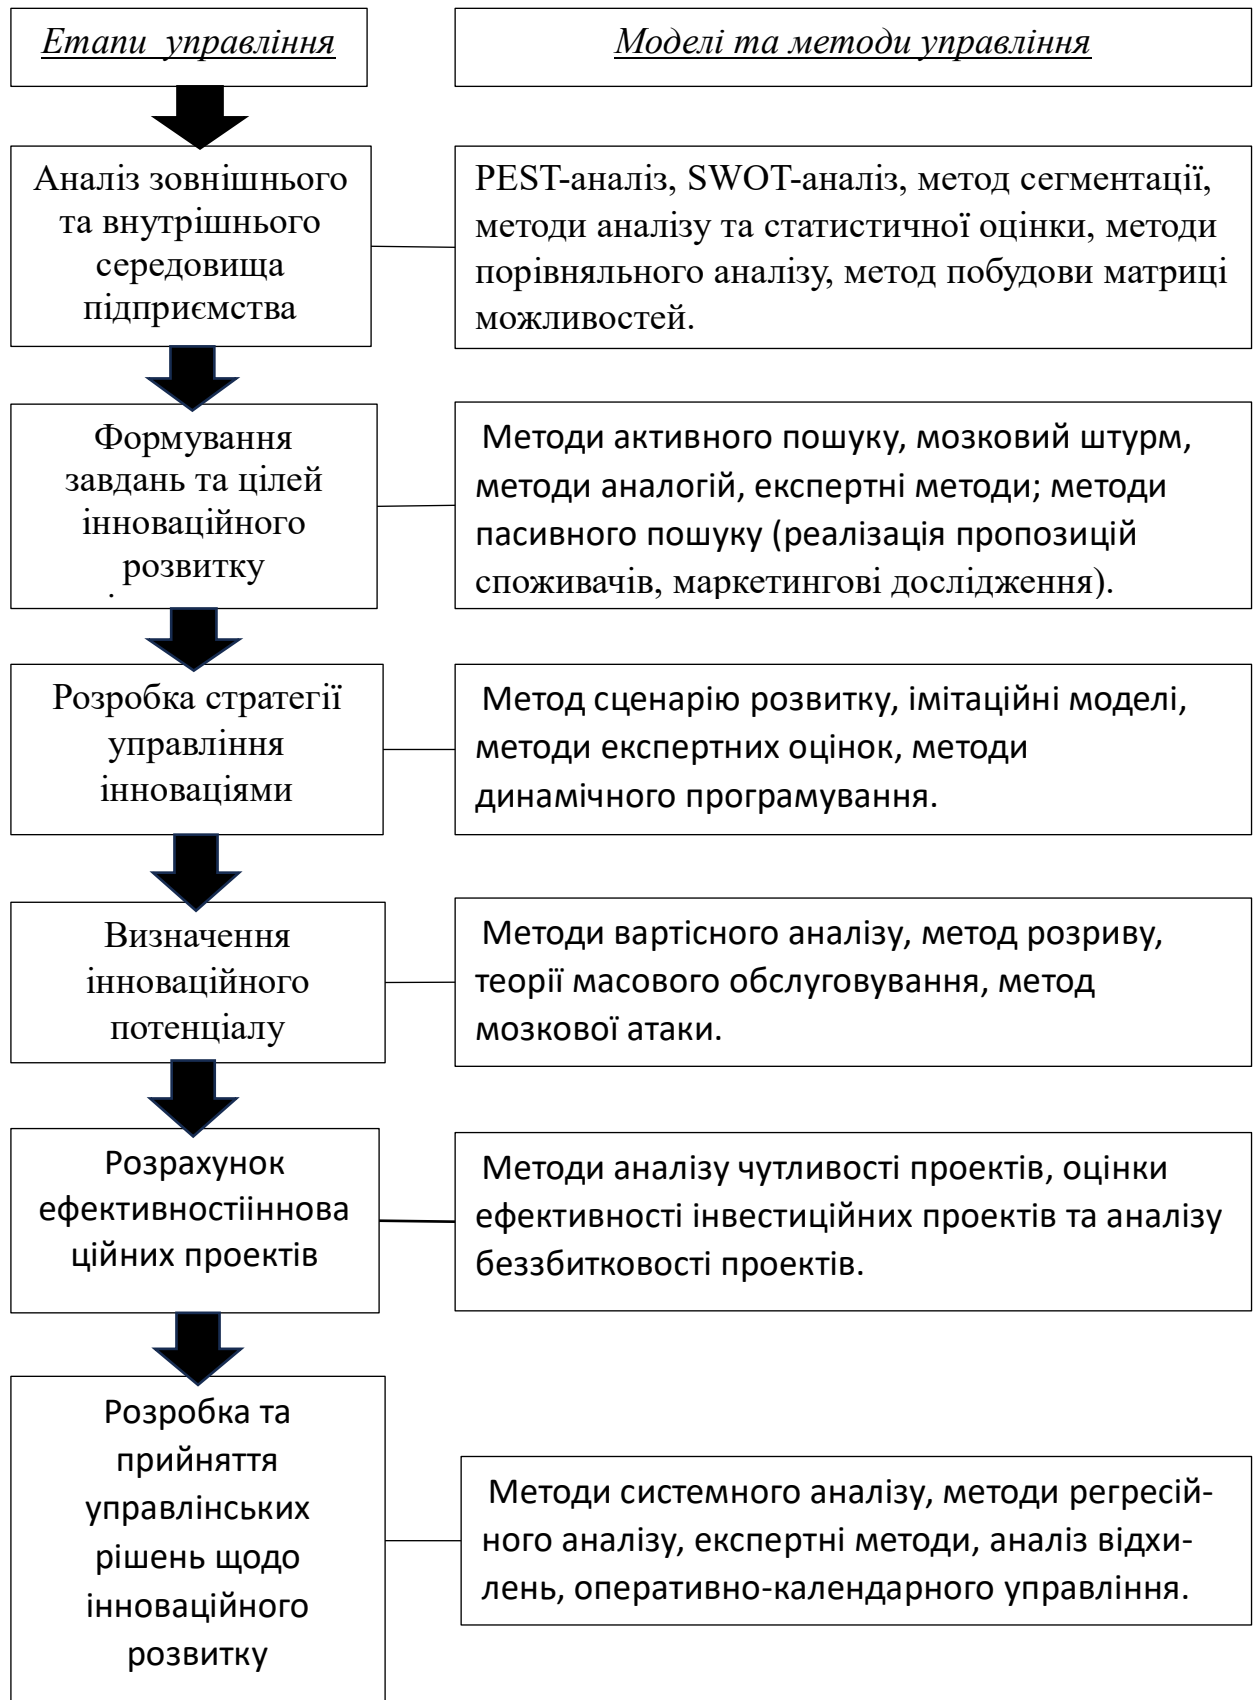 Етапи управління
Моделі та методи управління
Аналіз зовнішнього
та внутрішнього
середовища
підприємства
PEST-аналіз, SWOT-аналіз, метод сегментації,
методи аналізу та статистичної оцінки, методи
порівняльного аналізу, метод побудови матриці
можливостей.
Формування
завдань та цілей
інноваційного
розвитку
Методи активного пошуку, мозковий штурм,
методи аналогій, експертні методи; методи
пасивного пошуку (реалізація пропозицій
споживачів, маркетингові дослідження).
Розробка стратегії
управління
інноваціями
Метод сценарію розвитку, імітаційні моделі,
методи експертних оцінок, методи
динамічного програмування.
Визначення
інноваційного
потенціалу
Методи вартісного аналізу, метод розриву,
теорії масового обслуговування, метод
мозкової атаки.
Розрахунок
ефективностііннова
ційних проектів
Методи аналізу чутливості проектів, оцінки
ефективності інвестиційних проектів та аналізу
беззбитковості проектів.
Розробка та
прийняття
управлінських
рішень щодо
інноваційного
розвитку
Методи системного аналізу, методи регресій-
ного аналізу, експертні методи, аналіз відхи-
лень, оперативно-календарного управління.